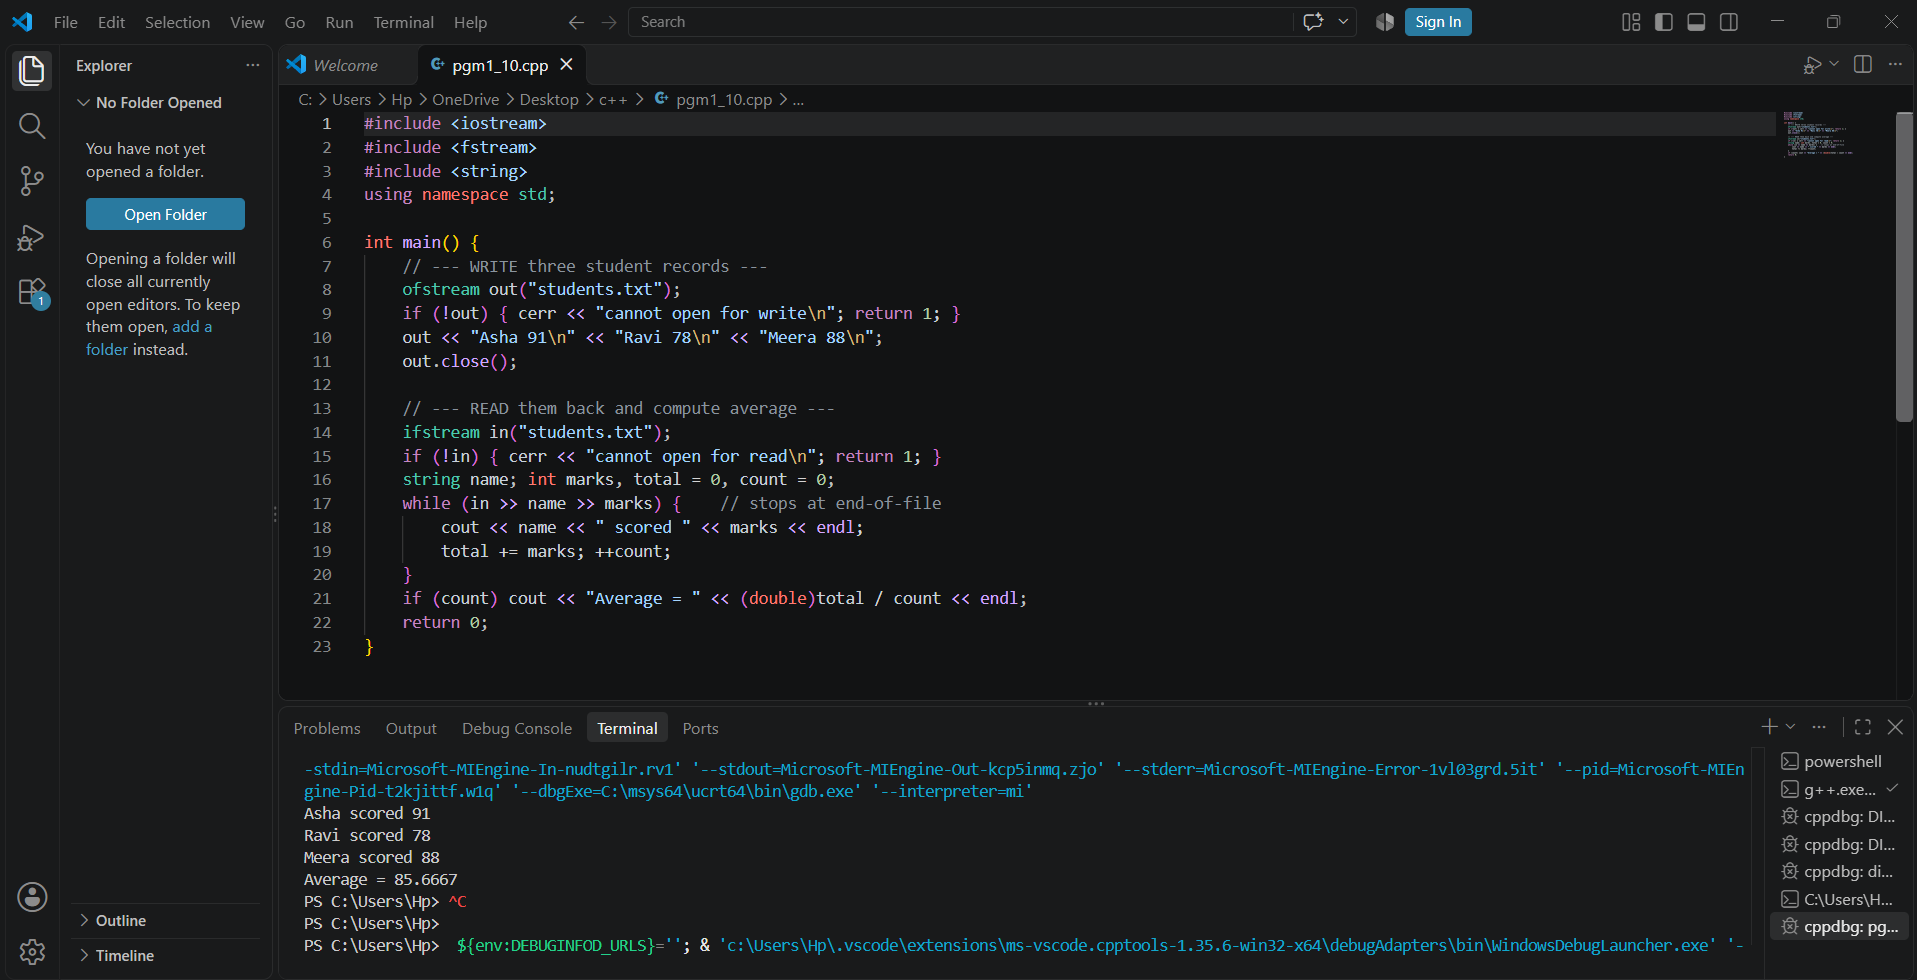 File Edit Selection View Go Run Terminal Help
Search
Sign In
Explorer
No Folder Opened
You have not yet
opened a folder.
Open Folder
Opening a folder will
close all currently
open editors. To keep
them open, add a
folder instead.
1
Outline
Timeline
Welcome
pgm1_10.cpp
C: > Users > Hp > OneDrive > Desktop > c++ > pgm1_10.cpp > ...
1 #include <iostream>
2 #include <fstream>
3 #include <string>
4 using namespace std;
5
6 int main() {
7     // --- WRITE three student records ---
8     ofstream out("students.txt");
9     if (!out) { cerr << "cannot open for write\n"; return 1; }
10     out << "Asha 91\n" << "Ravi 78\n" << "Meera 88\n";
11     out.close();
12
13     // --- READ them back and compute average ---
14     ifstream in("students.txt");
15     if (!in) { cerr << "cannot open for read\n"; return 1; }
16     string name; int marks, total = 0, count = 0;
17     while (in >> name >> marks) {    // stops at end-of-file
18         cout << name << " scored " << marks << endl;
19         total += marks; ++count;
20     }
21     if (count) cout << "Average = " << (double)total / count << endl;
22     return 0;
23 }
Problems Output Debug Console Terminal Ports
-stdin=Microsoft-MIEngine-In-nudtgilr.rv1' '--stdout=Microsoft-MIEngine-Out-kcp5inmq.zjo' '--stderr=Microsoft-MIEngine-Error-1vl03grd.5it' '--pid=Microsoft-MIEn
gine-Pid-t2kjittf.w1q' '--dbgExe=C:\msys64\ucrt64\bin\gdb.exe' '--interpreter=mi'
Asha scored 91
Ravi scored 78
Meera scored 88
Average = 85.6667
PS C:\Users\Hp> ^C
PS C:\Users\Hp>
PS C:\Users\Hp>  ${env:DEBUGINFOD_URLS}=''; & 'c:\Users\Hp\.vscode\extensions\ms-vscode.cpptools-1.35.6-win32-x64\debugAdapters\bin\WindowsDebugLauncher.exe' '-
powershell
g++.exe...
cppdbg: DI...
cppdbg: DI...
cppdbg: di...
C:\Users\H...
cppdbg: pg...